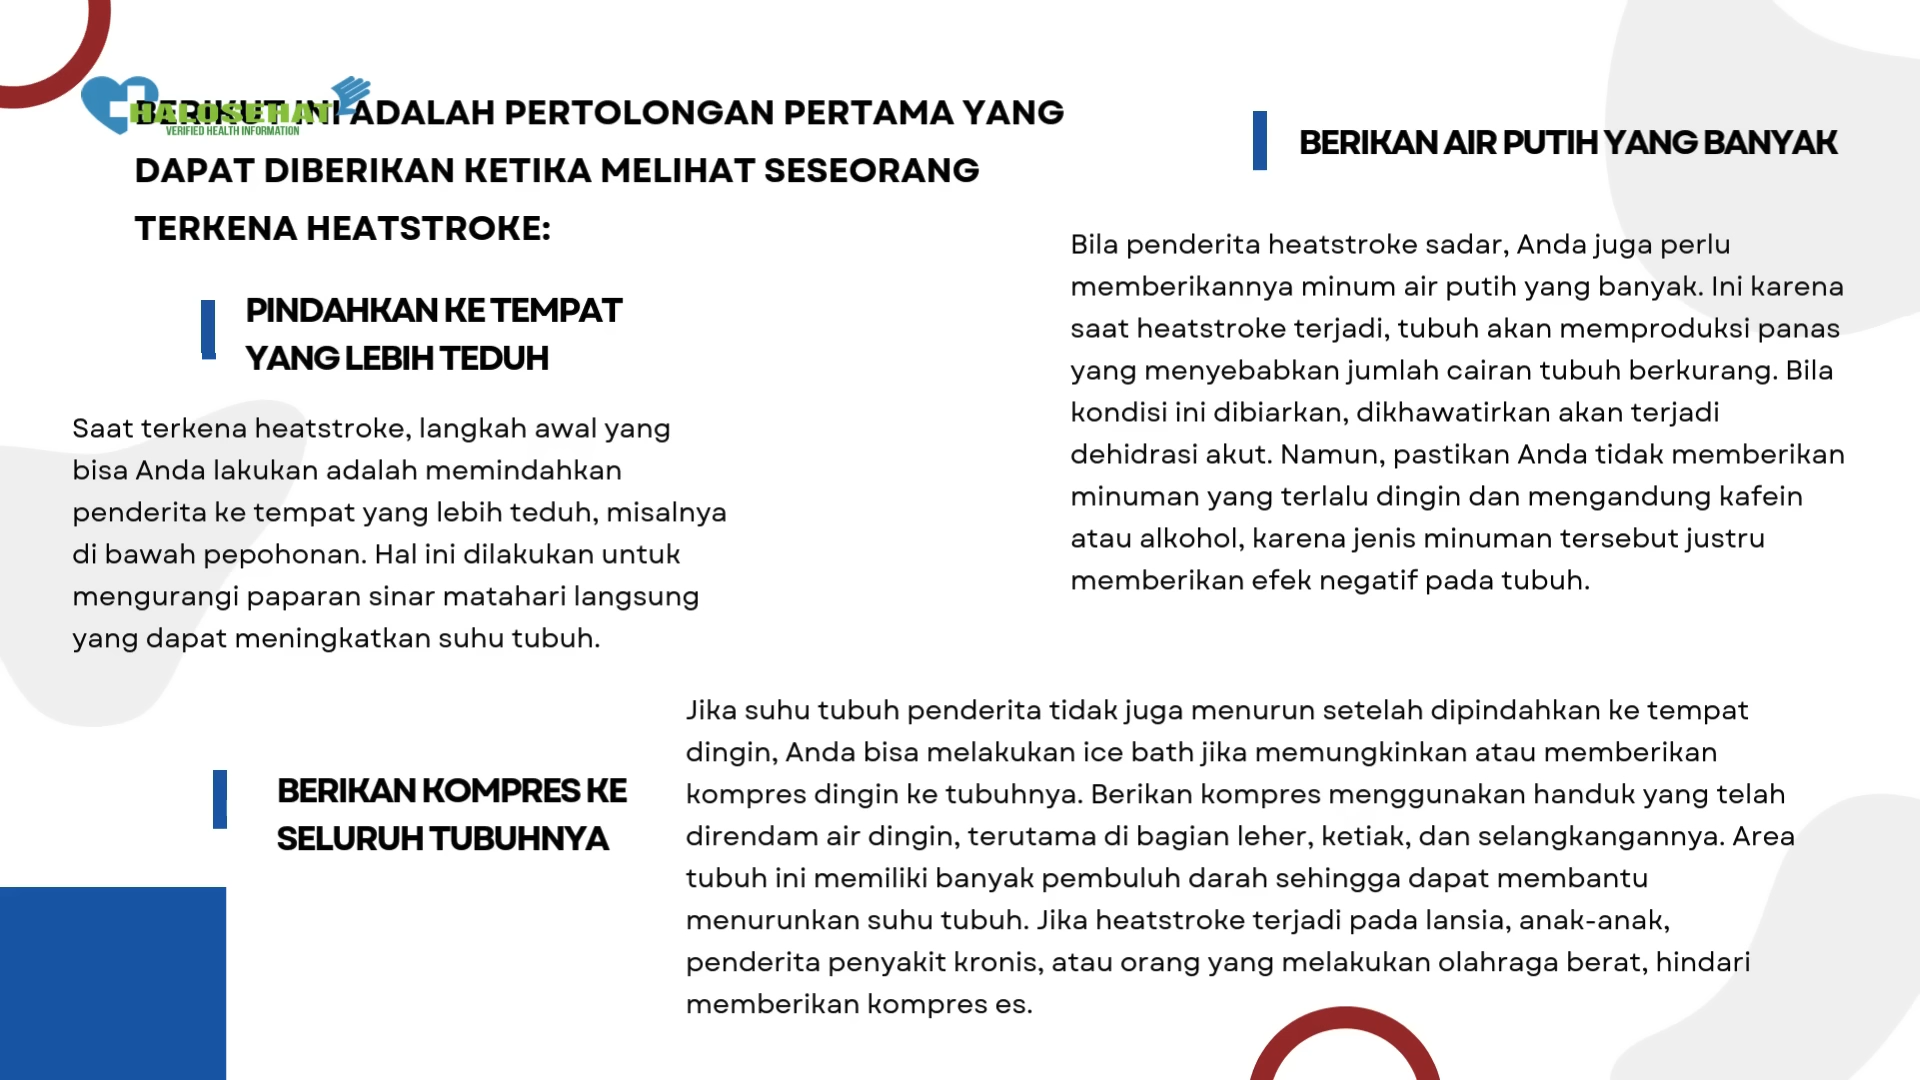 HALOSEHAT
VERIFIED HEALTH INFORMATION
BERIKUT INI ADALAH PERTOLONGAN PERTAMA YANG
DAPAT DIBERIKAN KETIKA MELIHAT SESEORANG
TERKENA HEATSTROKE:
PINDAHKAN KE TEMPAT
YANG LEBIH TEDUH
Saat terkena heatstroke, langkah awal yang
bisa Anda lakukan adalah memindahkan
penderita ke tempat yang lebih teduh, misalnya
di bawah pepohonan. Hal ini dilakukan untuk
mengurangi paparan sinar matahari langsung
yang dapat meningkatkan suhu tubuh.
BERIKAN AIR PUTIH YANG BANYAK
Bila penderita heatstroke sadar, Anda juga perlu
memberikannya minum air putih yang banyak. Ini karena
saat heatstroke terjadi, tubuh akan memproduksi panas
yang menyebabkan jumlah cairan tubuh berkurang. Bila
kondisi ini dibiarkan, dikhawatirkan akan terjadi
dehidrasi akut. Namun, pastikan Anda tidak memberikan
minuman yang terlalu dingin dan mengandung kafein
atau alkohol, karena jenis minuman tersebut justru
memberikan efek negatif pada tubuh.
BERIKAN KOMPRES KE
SELURUH TUBUHNYA
Jika suhu tubuh penderita tidak juga menurun setelah dipindahkan ke tempat
dingin, Anda bisa melakukan ice bath jika memungkinkan atau memberikan
kompres dingin ke tubuhnya. Berikan kompres menggunakan handuk yang telah
direndam air dingin, terutama di bagian leher, ketiak, dan selangkangannya. Area
tubuh ini memiliki banyak pembuluh darah sehingga dapat membantu
menurunkan suhu tubuh. Jika heatstroke terjadi pada lansia, anak-anak,
penderita penyakit kronis, atau orang yang melakukan olahraga berat, hindari
memberikan kompres es.